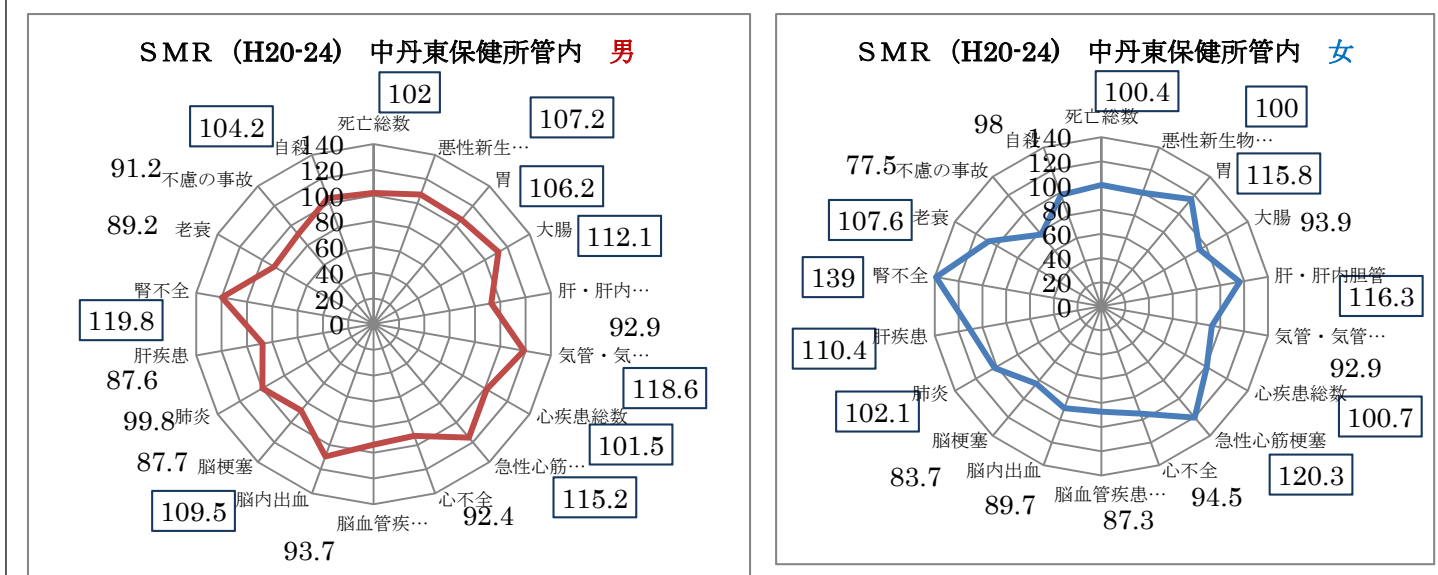 ＳＭＲ（H20-24）　中丹東保健所管内　男
102
死亡総数
107.2
悪性新生…
106.2
胃
112.1
大腸
肝・肝内…
92.9
気管・気…
118.6
心疾患総数
101.5
急性心筋…
115.2
心不全
92.4
脳血管疾…
93.7
脳内出血
109.5
脳梗塞
87.7
肺炎
99.8
肝疾患
87.6
腎不全
119.8
老衰
89.2
不慮の事故
91.2
自殺
104.2
140
120
100
80
60
40
20
0
ＳＭＲ（H20-24）　中丹東保健所管内　女
100.4
死亡総数
100
悪性新生物…
115.8
胃
大腸
93.9
肝・肝内胆管
116.3
気管・気管…
92.9
心疾患総数
100.7
急性心筋梗塞
120.3
心不全
94.5
脳血管疾患…
87.3
脳内出血
89.7
脳梗塞
83.7
肺炎
102.1
肝疾患
110.4
腎不全
139
老衰
107.6
不慮の事故
77.5
自殺
98
140
120
100
80
60
40
20
0